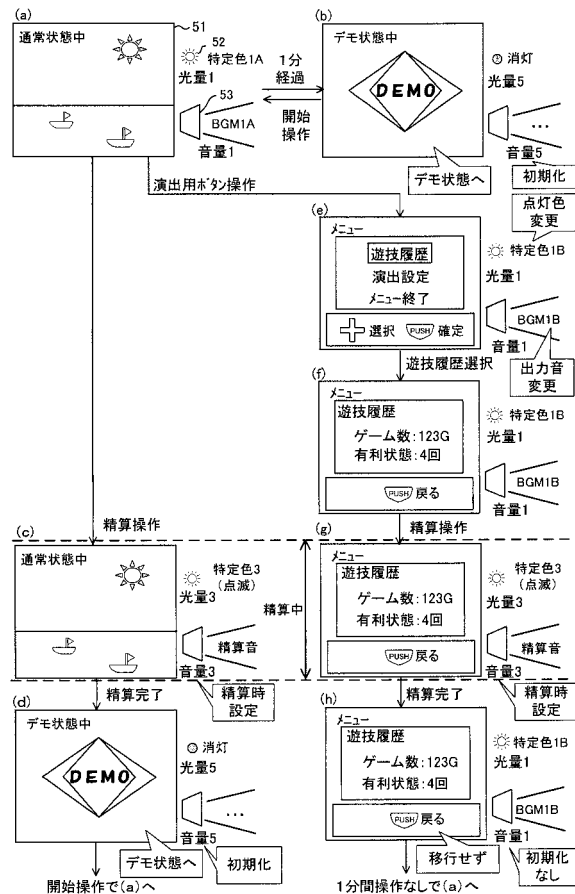 (a)
通常状態中
51
52
特定色1A
光量1
53
BGM1A
音量1
1分
経過
開始
操作
(b)
デモ状態中
DEMO
消灯
光量5
...
音量5
デモ状態へ
初期化
演出用ボタン操作
(e)
メニュー
遊技履歴
演出設定
メニュー終了
選択
PUSH
確定
点灯色
変更
特定色1B
光量1
BGM1B
音量1
出力音
変更
遊技履歴選択
(f)
メニュー
遊技履歴
ゲーム数:123G
有利状態:4回
PUSH
戻る
特定色1B
光量1
BGM1B
音量1
精算操作
精算操作
(c)
通常状態中
特定色3
(点滅)
光量3
精算音
音量3
精算時
設定
精算中
(g)
メニュー
遊技履歴
ゲーム数:123G
有利状態:4回
PUSH
戻る
特定色3
(点滅)
光量3
精算音
音量3
精算時
設定
精算完了
精算完了
(d)
デモ状態中
DEMO
消灯
光量5
...
音量5
デモ状態へ
初期化
開始操作で(a)へ
(h)
メニュー
遊技履歴
ゲーム数:123G
有利状態:4回
PUSH
戻る
特定色1B
光量1
BGM1B
音量1
移行せず
初期化
なし
1分間操作なしで(a)へ